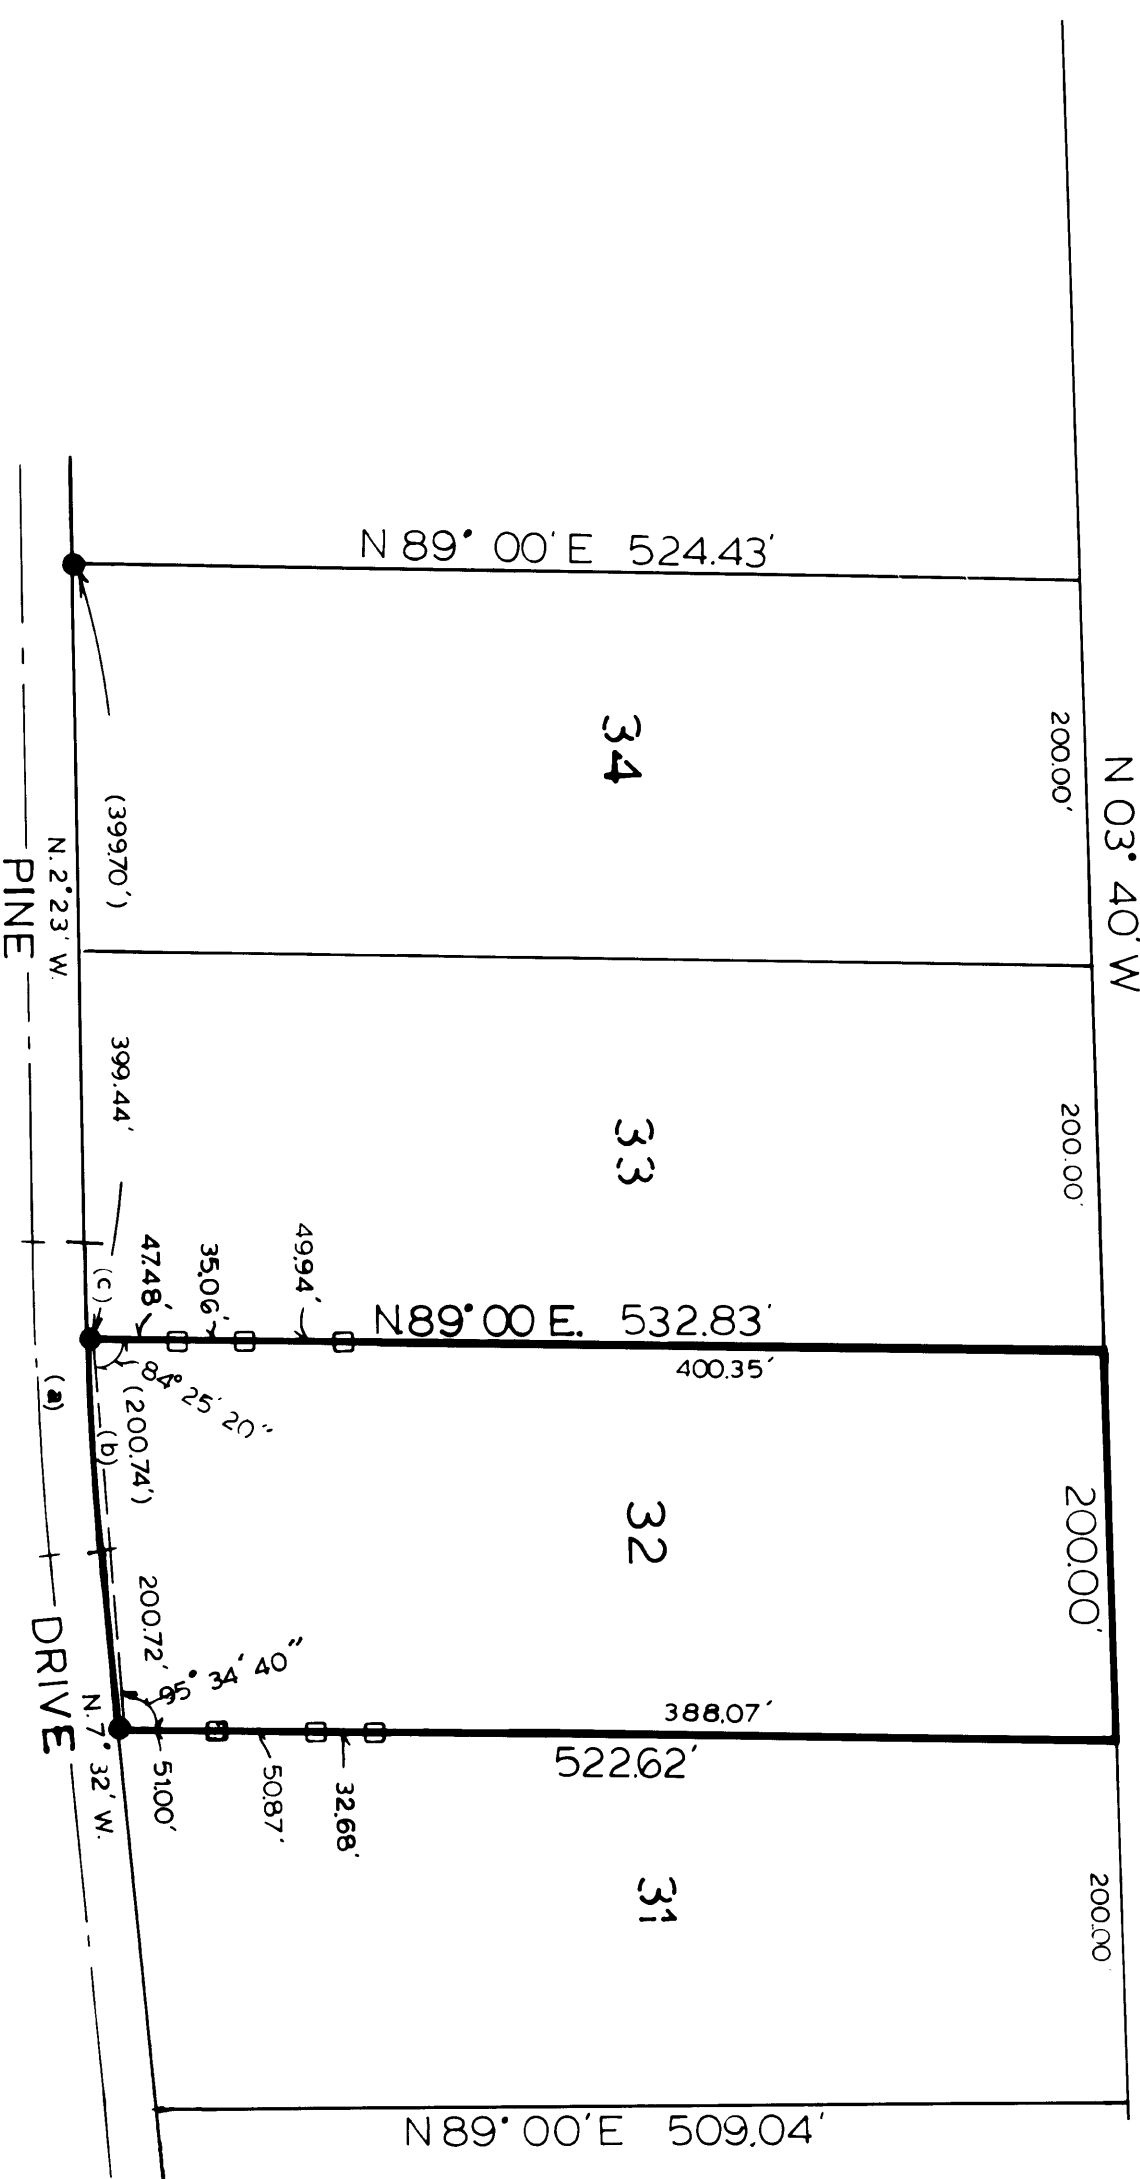 N 89° 00' E 524.43'
34
200.00'
N 03° 40' W
(399.70')
N. 2° 23' W.
PINE
399.44'
33
200.00'
(c)
47.48'
35.06'
49.94'
N 89° 00 E. 532.83'
400.35'
84° 25' 20"
(a)
(b)
(200.74')
32
200.00'
200.72'
95° 34' 40"
DRIVE
N. 7° 32' W.
388.07'
522.62'
51.00'
50.87'
32.68'
31
200.00'
N 89° 00' E 509.04'